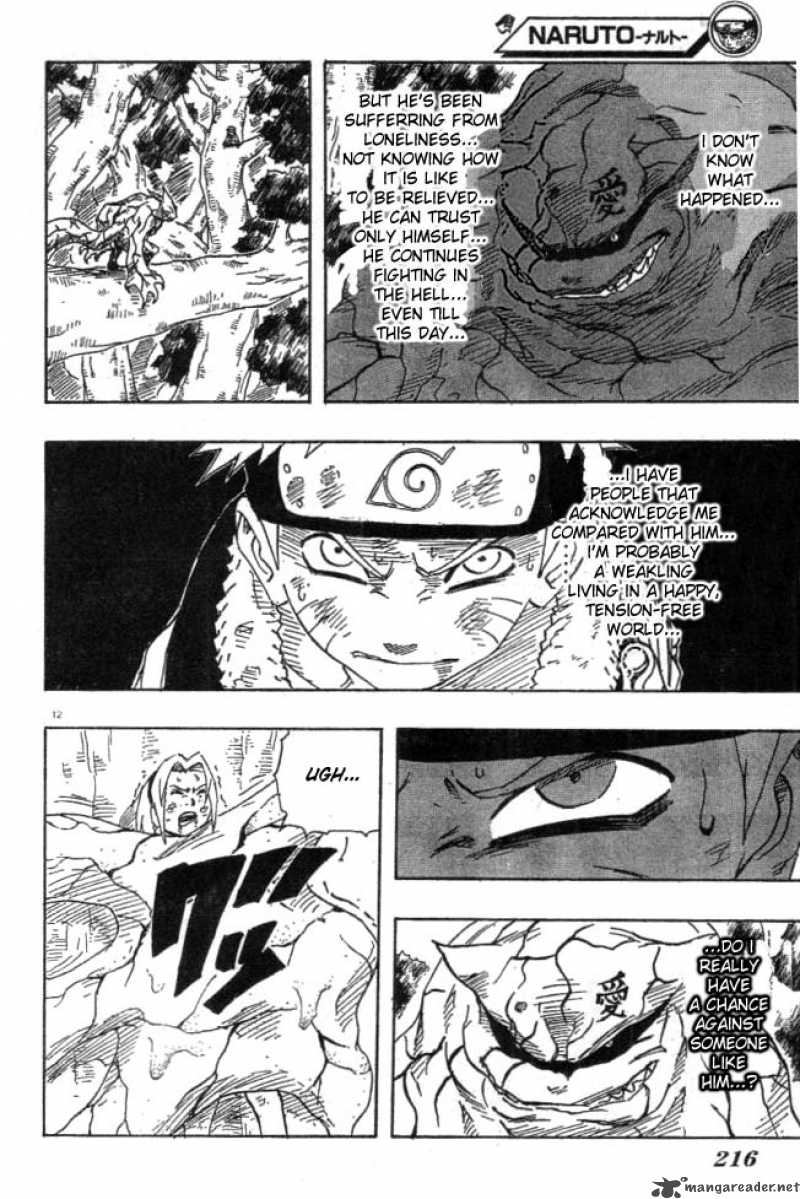 NARUTO-ナルト-
I DON'T
KNOW
WHAT
HAPPENED...
BUT HE'S BEEN
SUFFERRING FROM
LONELINESS...
NOT KNOWING HOW
IT IS LIKE
TO BE RELIEVED...
HE CAN TRUST
ONLY HIMSELF...
HE CONTINUES
FIGHTING IN
THE HELL...
EVEN TILL
THIS DAY...
愛
...I HAVE
PEOPLE THAT
ACKNOWLEDGE ME
COMPARED WITH HIM...
I'M PROBABLY
A WEAKLING
LIVING IN A HAPPY,
TENSION-FREE
WORLD...
12
...DO I
REALLY
HAVE
A CHANCE
AGAINST
SOMEONE
LIKE
HIM...?
愛
UGH...
グッ
216
mangareader.net